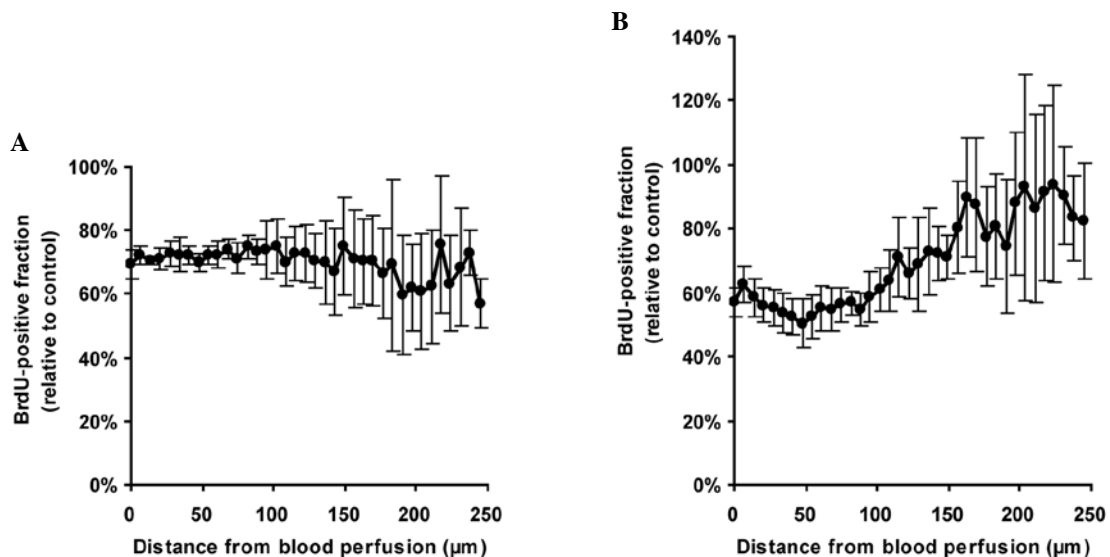 A
BrdU-positive fraction
(relative to control)
100%
80%
60%
40%
20%
0%
0 50 100 150 200 250
Distance from blood perfusion (µm)
B
BrdU-positive fraction
(relative to control)
140%
120%
100%
80%
60%
40%
20%
0%
0 50 100 150 200 250
Distance from blood perfusion (µm)